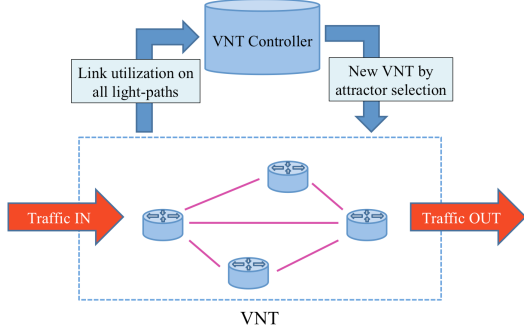 VNT Controller
Link utilization on
all light-paths
New VNT by
attractor selection
Traffic IN
Traffic OUT
VNT